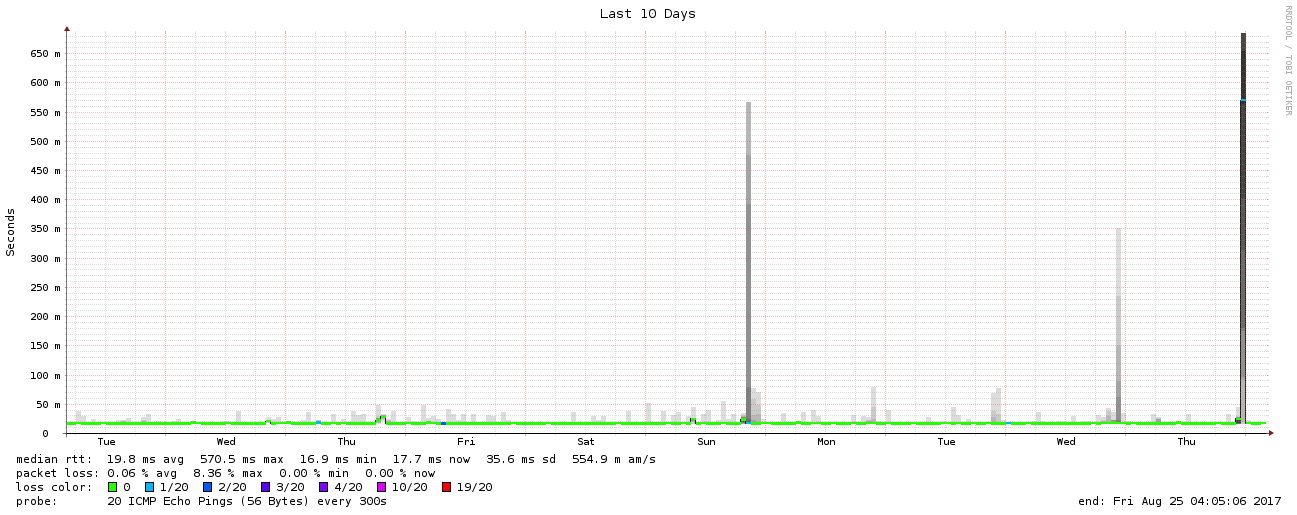 Last 10 Days
RRDTOOL / TOBI OETIKER
Seconds
650 m
600 m
550 m
500 m
450 m
400 m
350 m
300 m
250 m
200 m
150 m
100 m
50 m
0
Tue Wed Thu Fri Sat Sun Mon Tue Wed Thu
median rtt: 19.8 ms avg 570.5 ms max 16.9 ms min 17.7 ms now 35.6 ms sd 554.9 m am/s
packet loss: 0.06 % avg 8.36 % max 0.00 % min 0.00 % now
loss color: 0 1/20 2/20 3/20 4/20 10/20 19/20
probe: 20 ICMP Echo Pings (56 Bytes) every 300s end: Fri Aug 25 04:05:06 2017